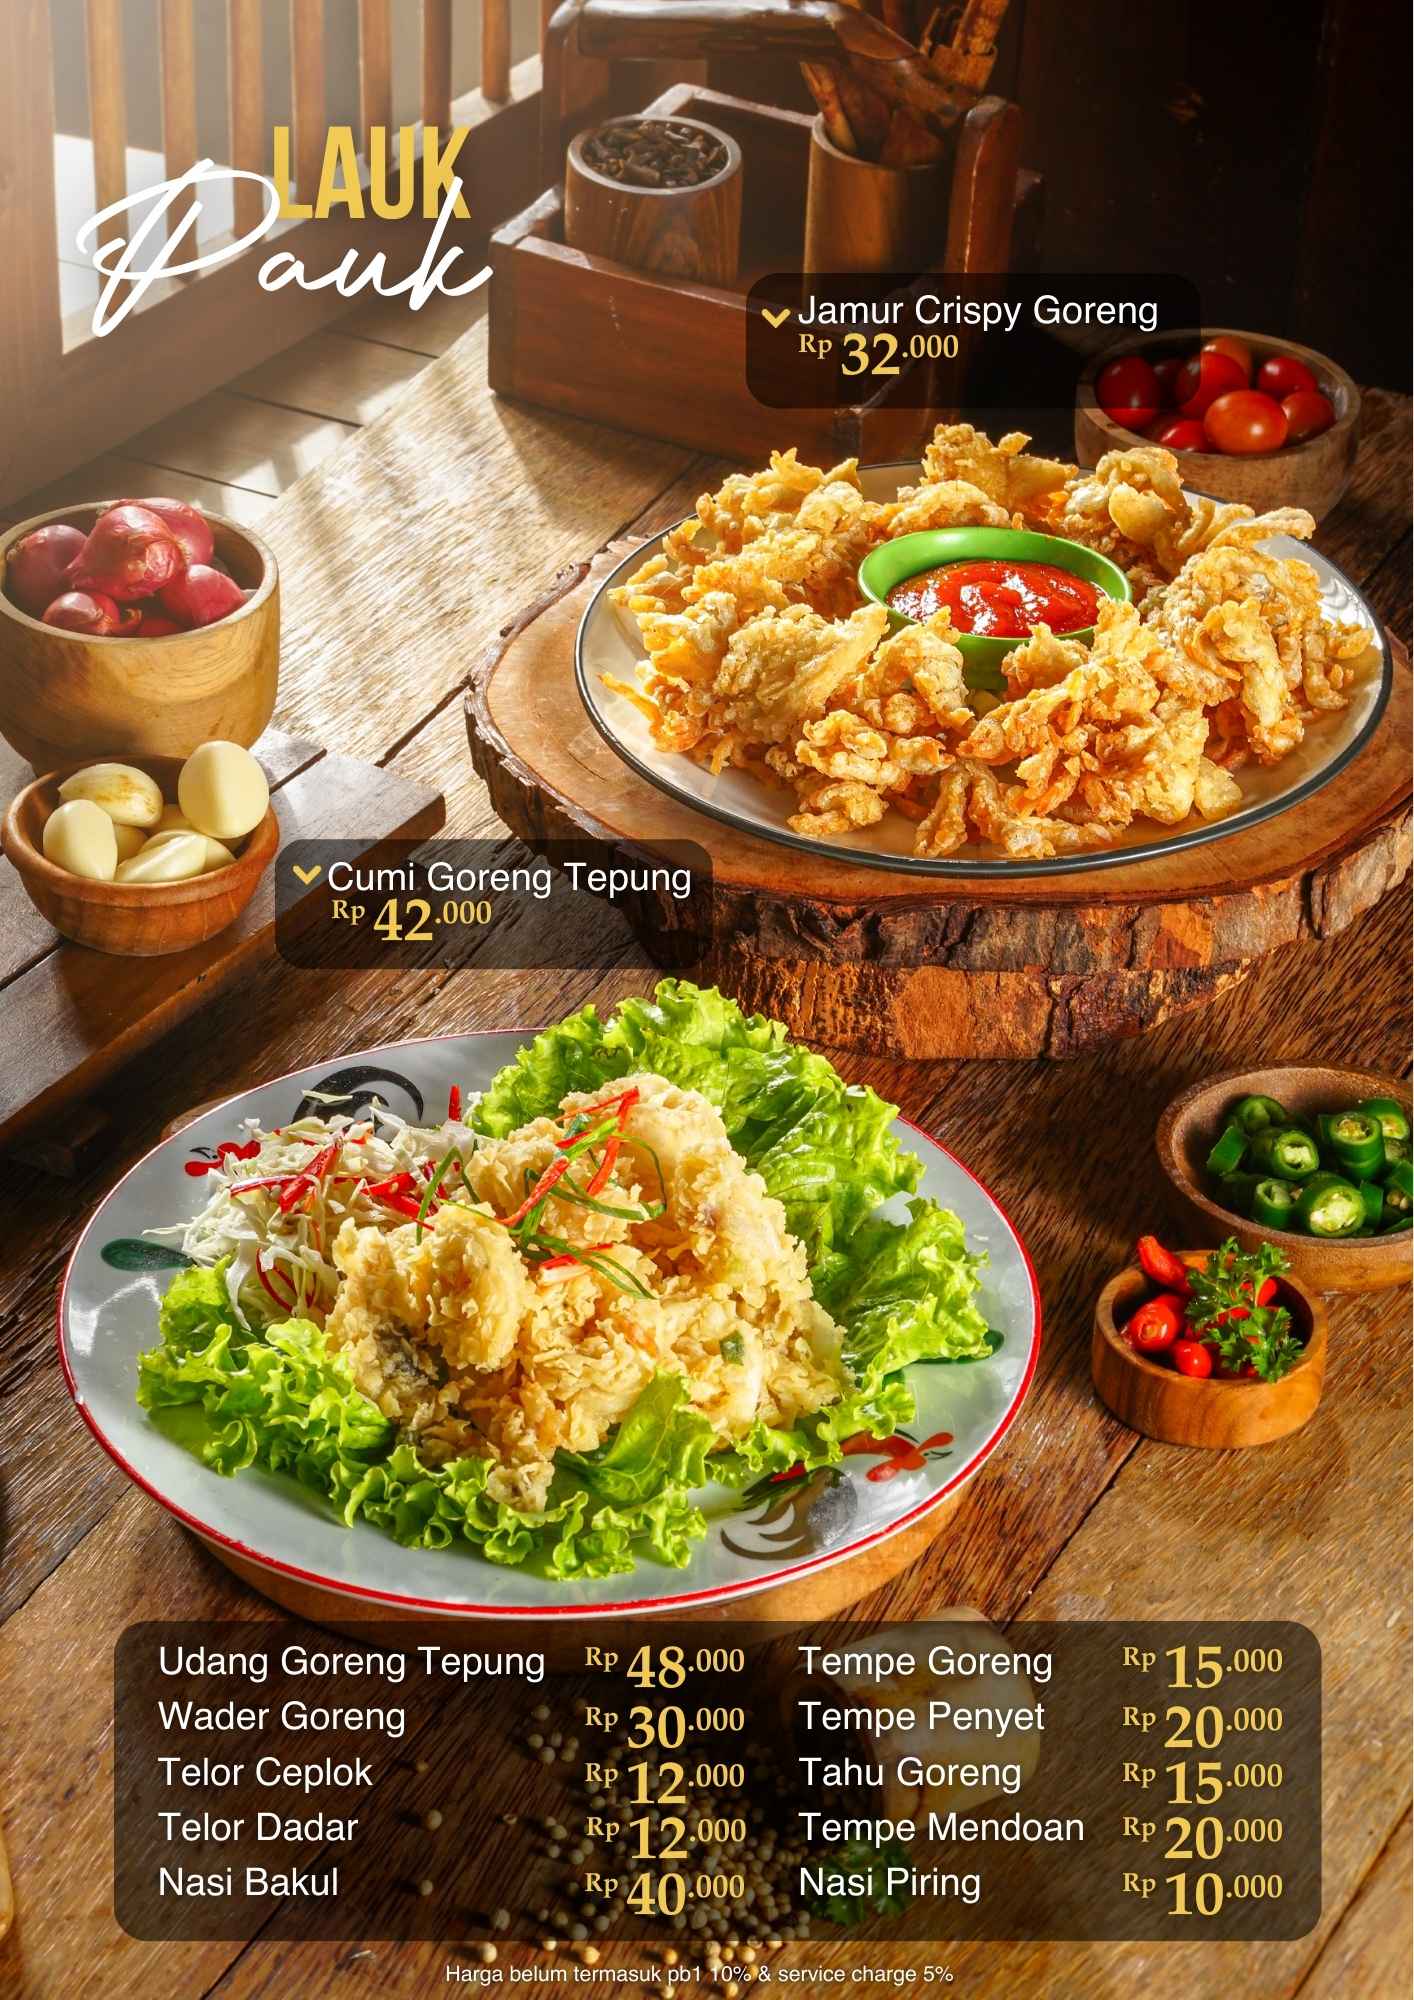 LAUK
Pauk
Jamur Crispy Goreng
Rp 32.000
Cumi Goreng Tepung
Rp 42.000
Udang Goreng Tepung Rp 48.000
Wader Goreng Rp 30.000
Telor Ceplok Rp 12.000
Telor Dadar Rp 12.000
Nasi Bakul Rp 40.000
Tempe Goreng Rp 15.000
Tempe Penyet Rp 20.000
Tahu Goreng Rp 15.000
Tempe Mendoan Rp 20.000
Nasi Piring Rp 10.000
Harga belum termasuk pb1 10% & service charge 5%